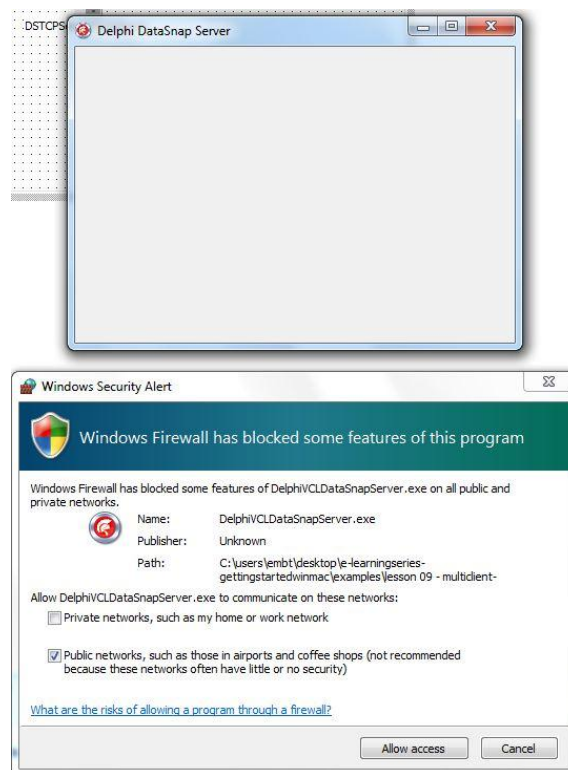 DSTCPSe
Delphi DataSnap Server
Windows Security Alert
Windows Firewall has blocked some features of this program
Windows Firewall has blocked some features of DelphiVCLDataSnapServer.exe on all public and
private networks.
Name: DelphiVCLDataSnapServer.exe
Publisher: Unknown
Path: C:\users\embt\desktop\e-learningseries-
gettingstartedwinmac\examples\lesson 09 - multiclient-
Allow DelphiVCLDataSnapServer.exe to communicate on these networks:
Private networks, such as my home or work network
Public networks, such as those in airports and coffee shops (not recommended
because these networks often have little or no security)
What are the risks of allowing a program through a firewall?
Allow access Cancel